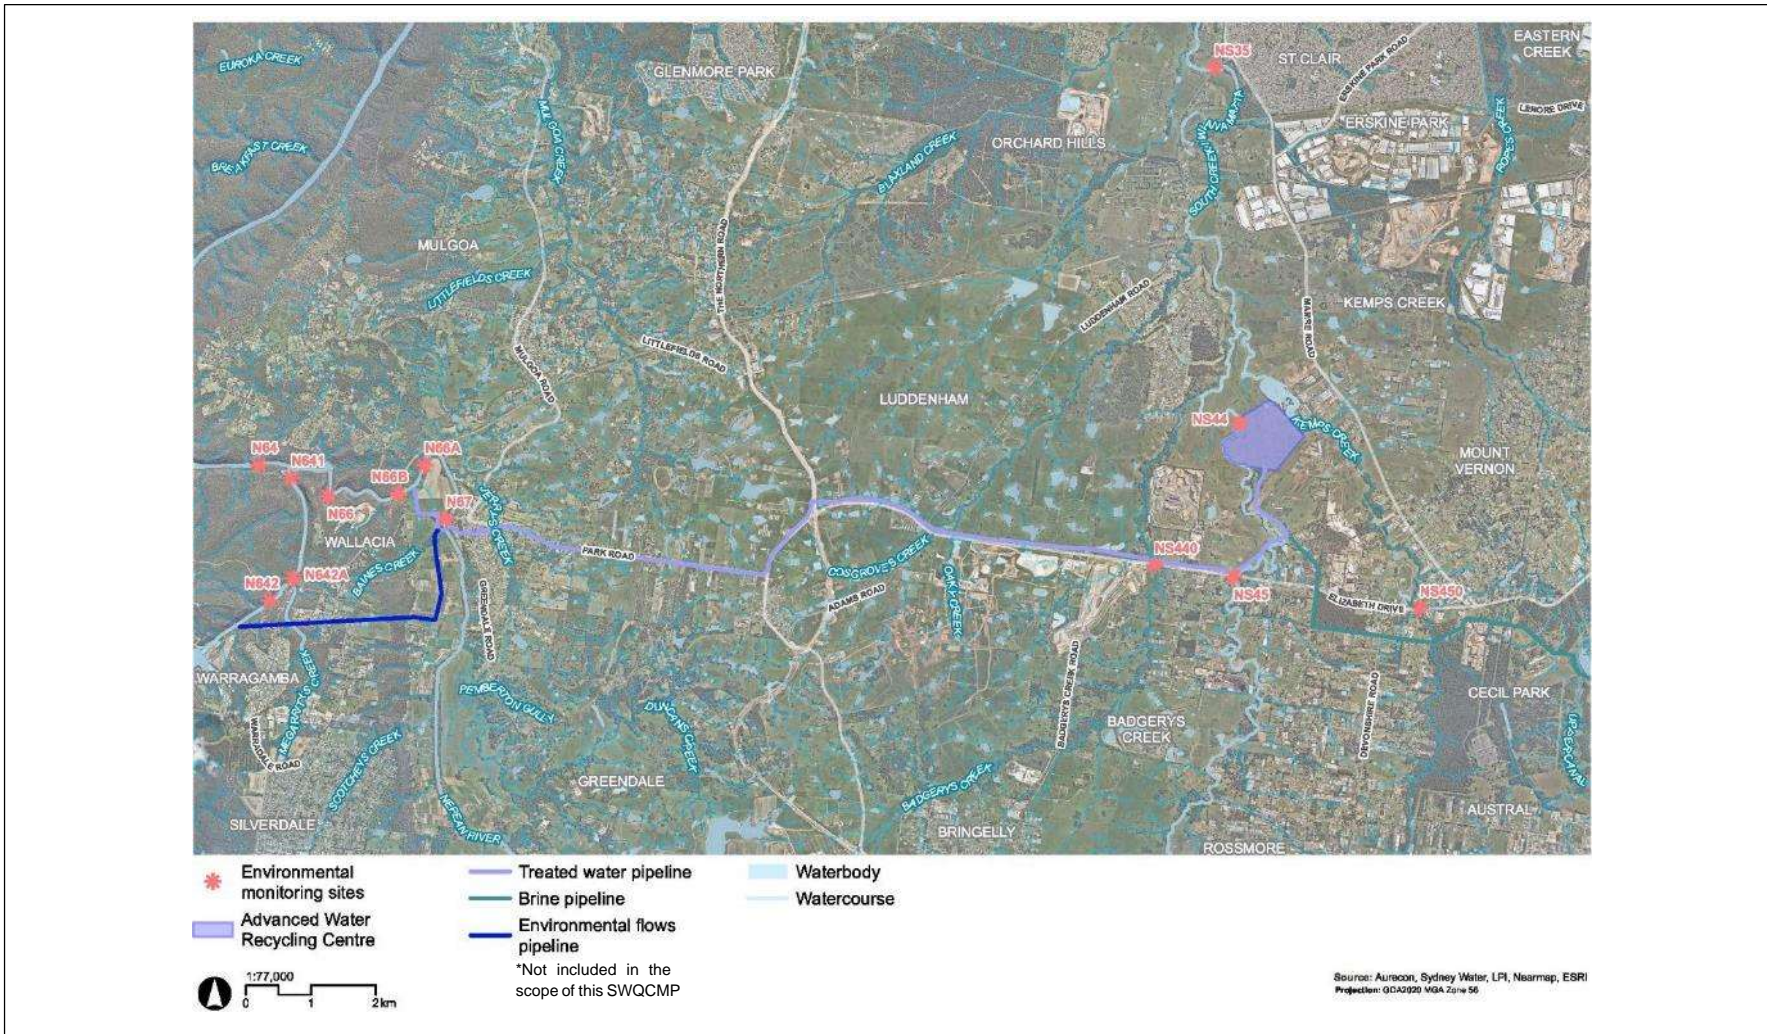 EASTERN
CREEK
NS35
ST CLAIR
EUROKA CREEK
GLENMORE PARK
ERSKINE PARK ROAD
LENORE DRIVE
MULGOA CREEK
ERSKINE PARK
ROPES CREEK
BREAKFAST CREEK
BLAXLAND CREEK
ORCHARD HILLS
SOUTH CREEK/WIANAMATTA
MULGOA
LITTLEFIELDS CREEK
THE NORTHERN ROAD
LUDDENHAM ROAD
KEMPS CREEK
MAMRE ROAD
MULGOA ROAD
LITTLEFIELDS ROAD
LUDDENHAM
NS44
KEMPS CREEK
MOUNT
VERNON
N64
N641
N66A
N66B
N66
N67
JERRYS CREEK
WALLACIA
BAINES CREEK
PARK ROAD
COSGROVES CREEK
OAKY CREEK
NS440
NS45
ELIZABETH DRIVE
NS450
N642A
N642
GREENDALE ROAD
ADAMS ROAD
WARRAGAMBA
MEGARRITYS CREEK
WARRADALE ROAD
SCOTCHEYS CREEK
PEMBERTON GULLY
DUNCANS CREEK
BADGERYS CREEK ROAD
BADGERYS
CREEK
DEVONSHIRE ROAD
CECIL PARK
UPPER CANAL
GREENDALE
NEPEAN RIVER
BADGERYS CREEK
SILVERDALE
BRINGELLY
ROSSMORE
AUSTRAL
Environmental
monitoring sites
Advanced Water
Recycling Centre
Treated water pipeline
Brine pipeline
Environmental flows
pipeline
*Not included in the
scope of this SWQCMP
Waterbody
Watercourse
1:77,000
0 1 2km
Source: Aurecon, Sydney Water, LPI, Nearmap, ESRI
Projection: GDA2020 MGA Zone 56